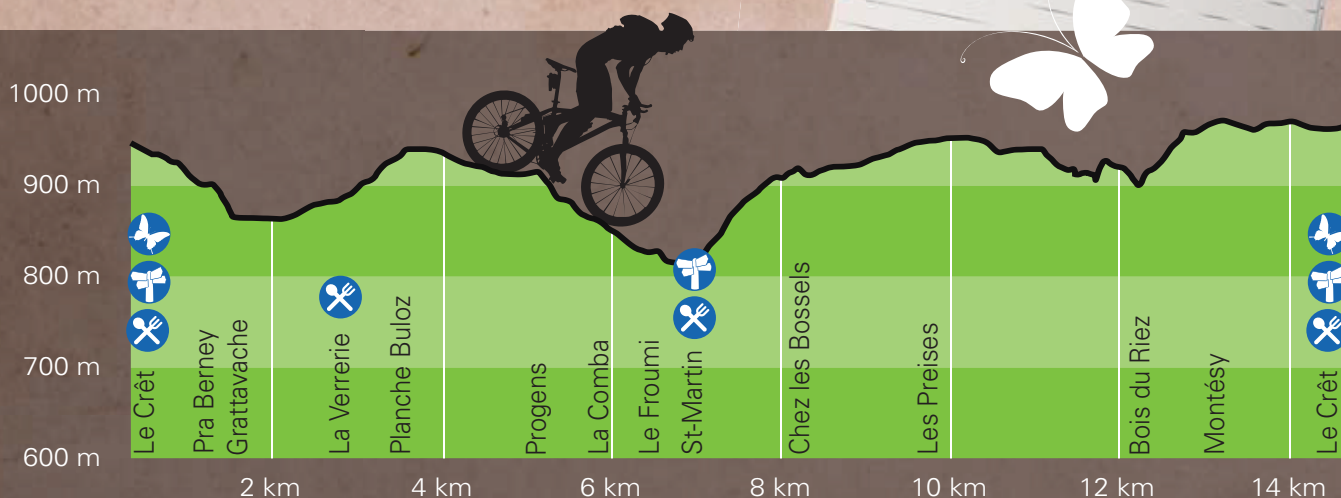 1000 m
900 m
800 m
700 m
600 m
Le Crêt
Pra Berney
Grattavache
La Verrerie
Planche Buloz
Progens
La Comba
Le Froumi
St-Martin
Chez les Bossels
Les Preises
Bois du Riez
Montésy
Le Crêt
2 km
4 km
6 km
8 km
10 km
12 km
14 km